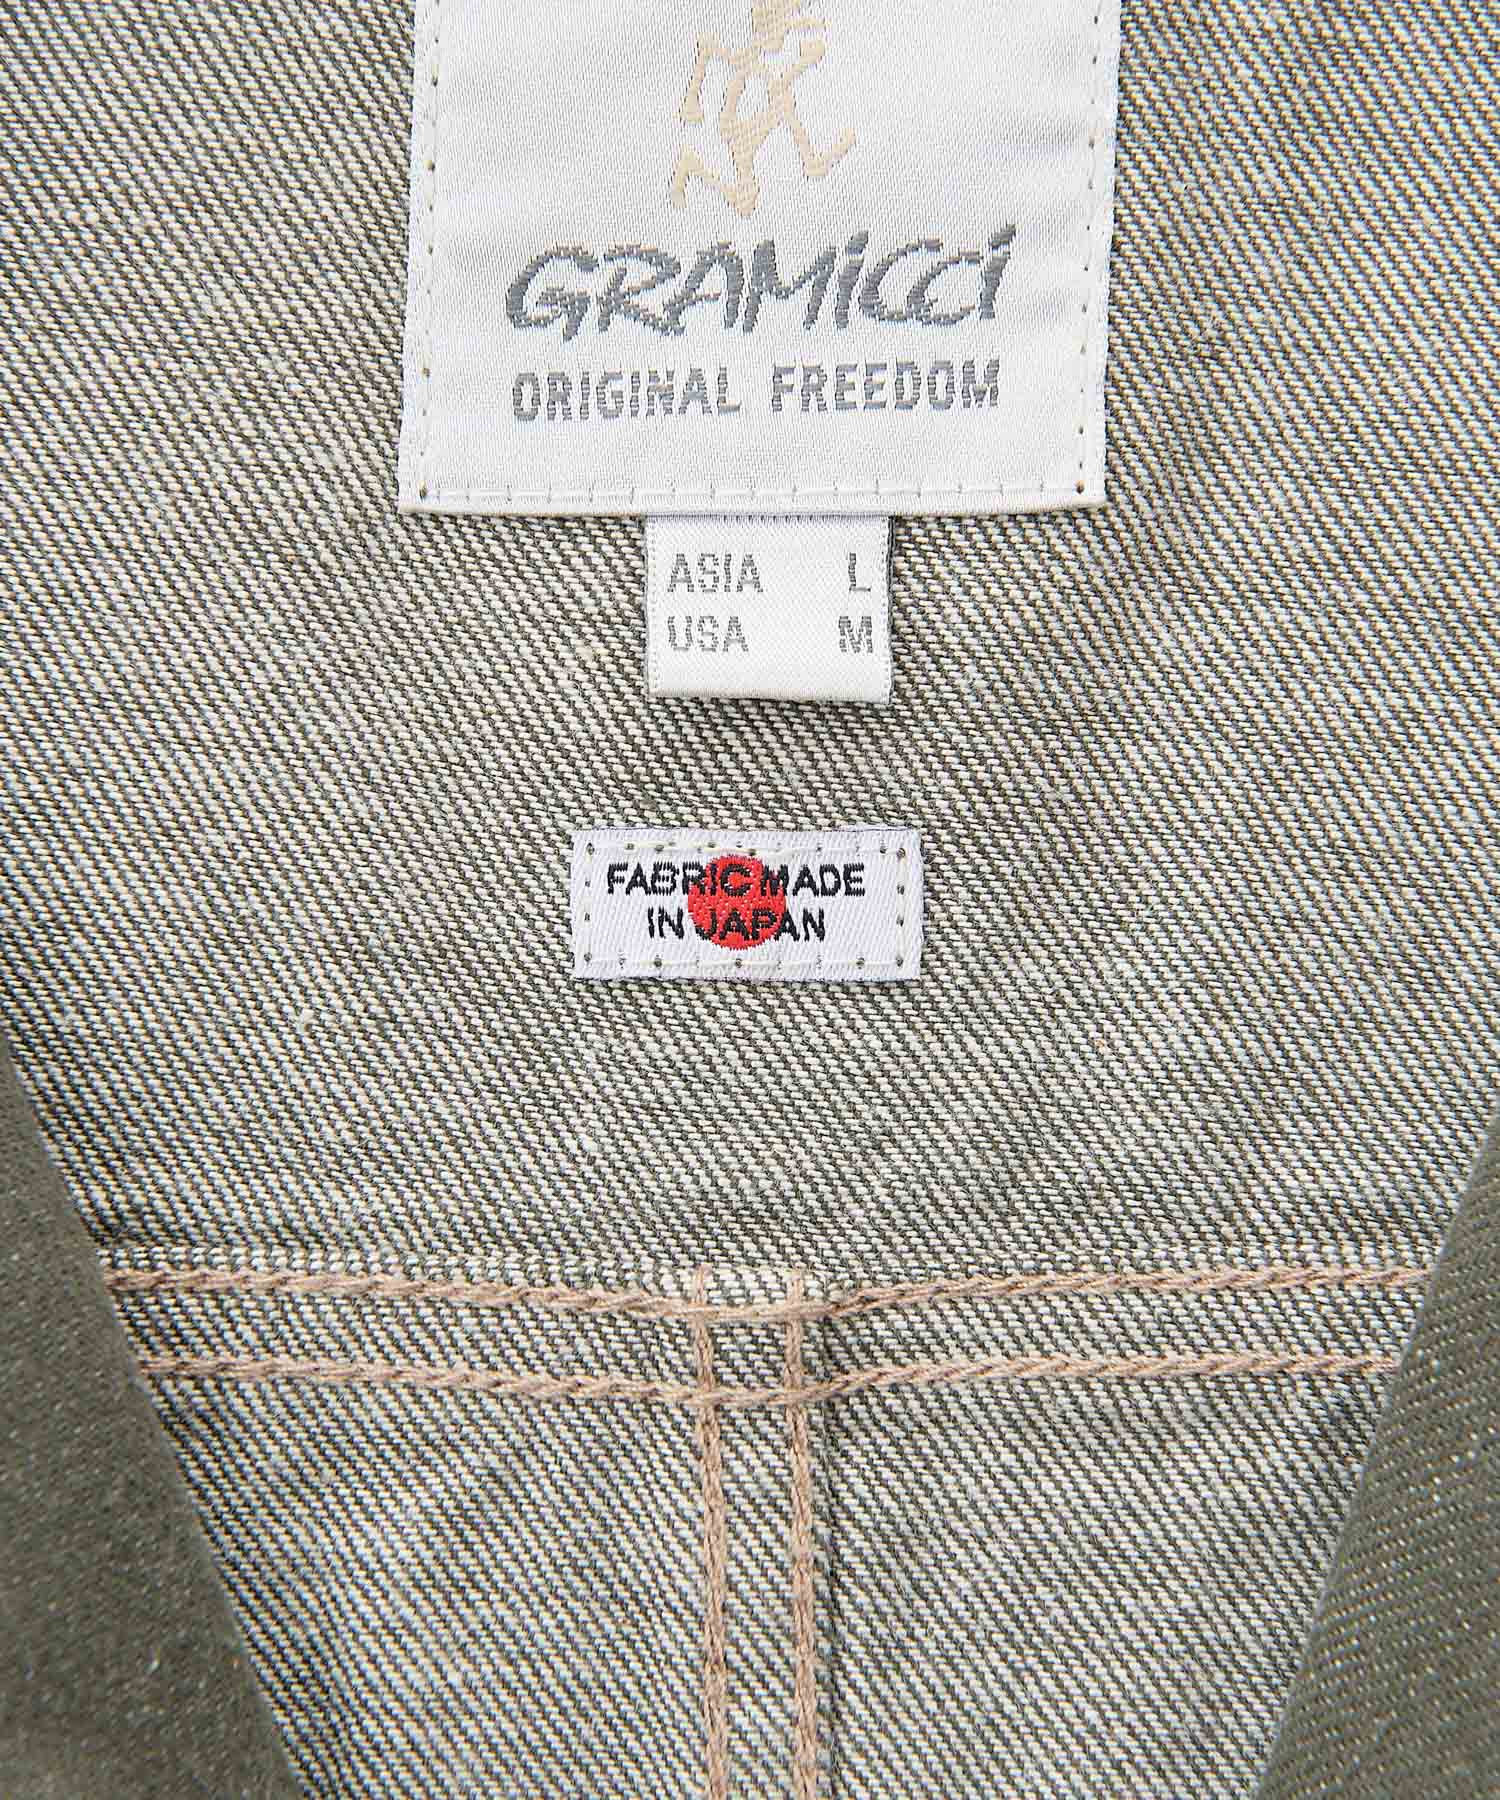 GRAMiCCi
ORIGINAL FREEDOM
ASIA L
USA M
FABRIC MADE
IN JAPAN